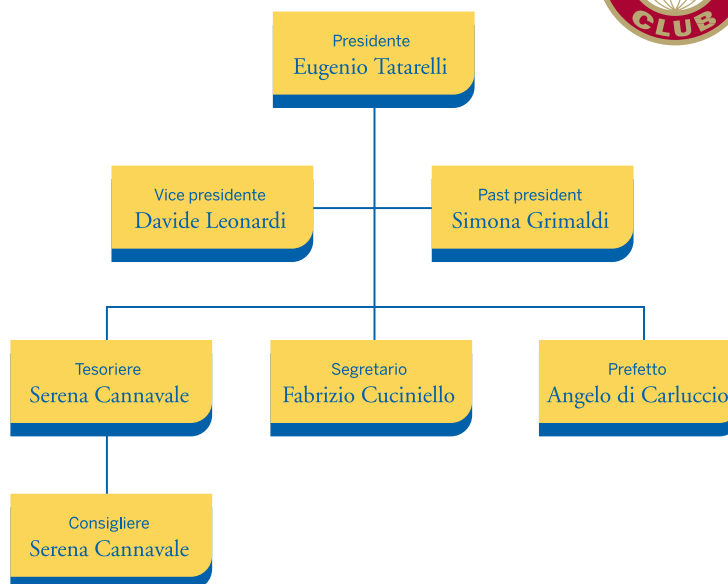 CLUB
Presidente
Eugenio Tatarelli
Vice presidente
Davide Leonardi
Past president
Simona Grimaldi
Tesoriere
Serena Cannavale
Segretario
Fabrizio Cuciniello
Prefetto
Angelo di Carluccio
Consigliere
Serena Cannavale